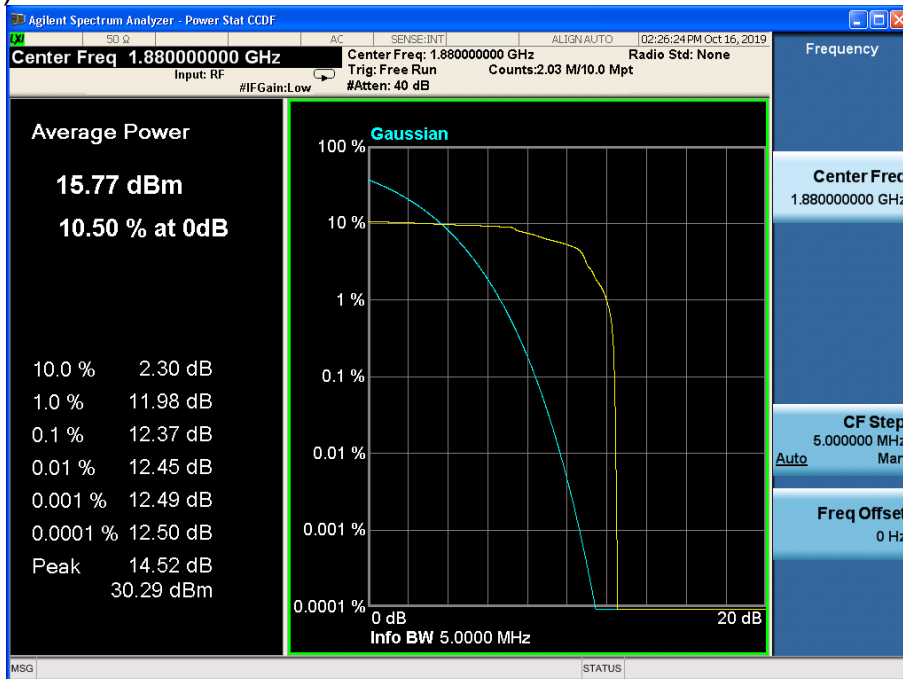 Agilent Spectrum Analyzer - Power Stat CCDF
LXI 50 Ω AC SENSE:INT ALIGN AUTO 02:26:24 PM Oct 16, 2019
Center Freq 1.880000000 GHz
Input: RF
#IFGain:Low
Center Freq: 1.880000000 GHz
Radio Std: None
Trig: Free Run
Counts:2.03 M/10.0 Mpt
#Atten: 40 dB
Average Power
15.77 dBm
10.50 % at 0dB
10.0 % 2.30 dB
1.0 % 11.98 dB
0.1 % 12.37 dB
0.01 % 12.45 dB
0.001 % 12.49 dB
0.0001 % 12.50 dB
Peak 14.52 dB
30.29 dBm
Gaussian
100 %
10 %
1 %
0.1 %
0.01 %
0.001 %
0.0001 %
0 dB 20 dB
Info BW 5.0000 MHz
Frequency
Center Freq
1.880000000 GHz
CF Step
5.000000 MHz
Auto Man
Freq Offset
0 Hz
MSG STATUS